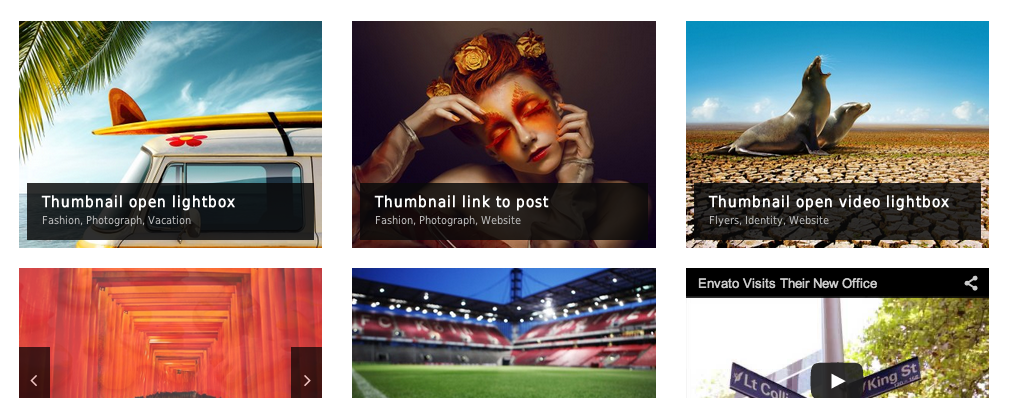 Thumbnail open lightbox
Fashion, Photograph, Vacation
Thumbnail link to post
Fashion, Photograph, Website
Thumbnail open video lightbox
Flyers, Identity, Website
Envato Visits Their New Office
Lt Colli
King St